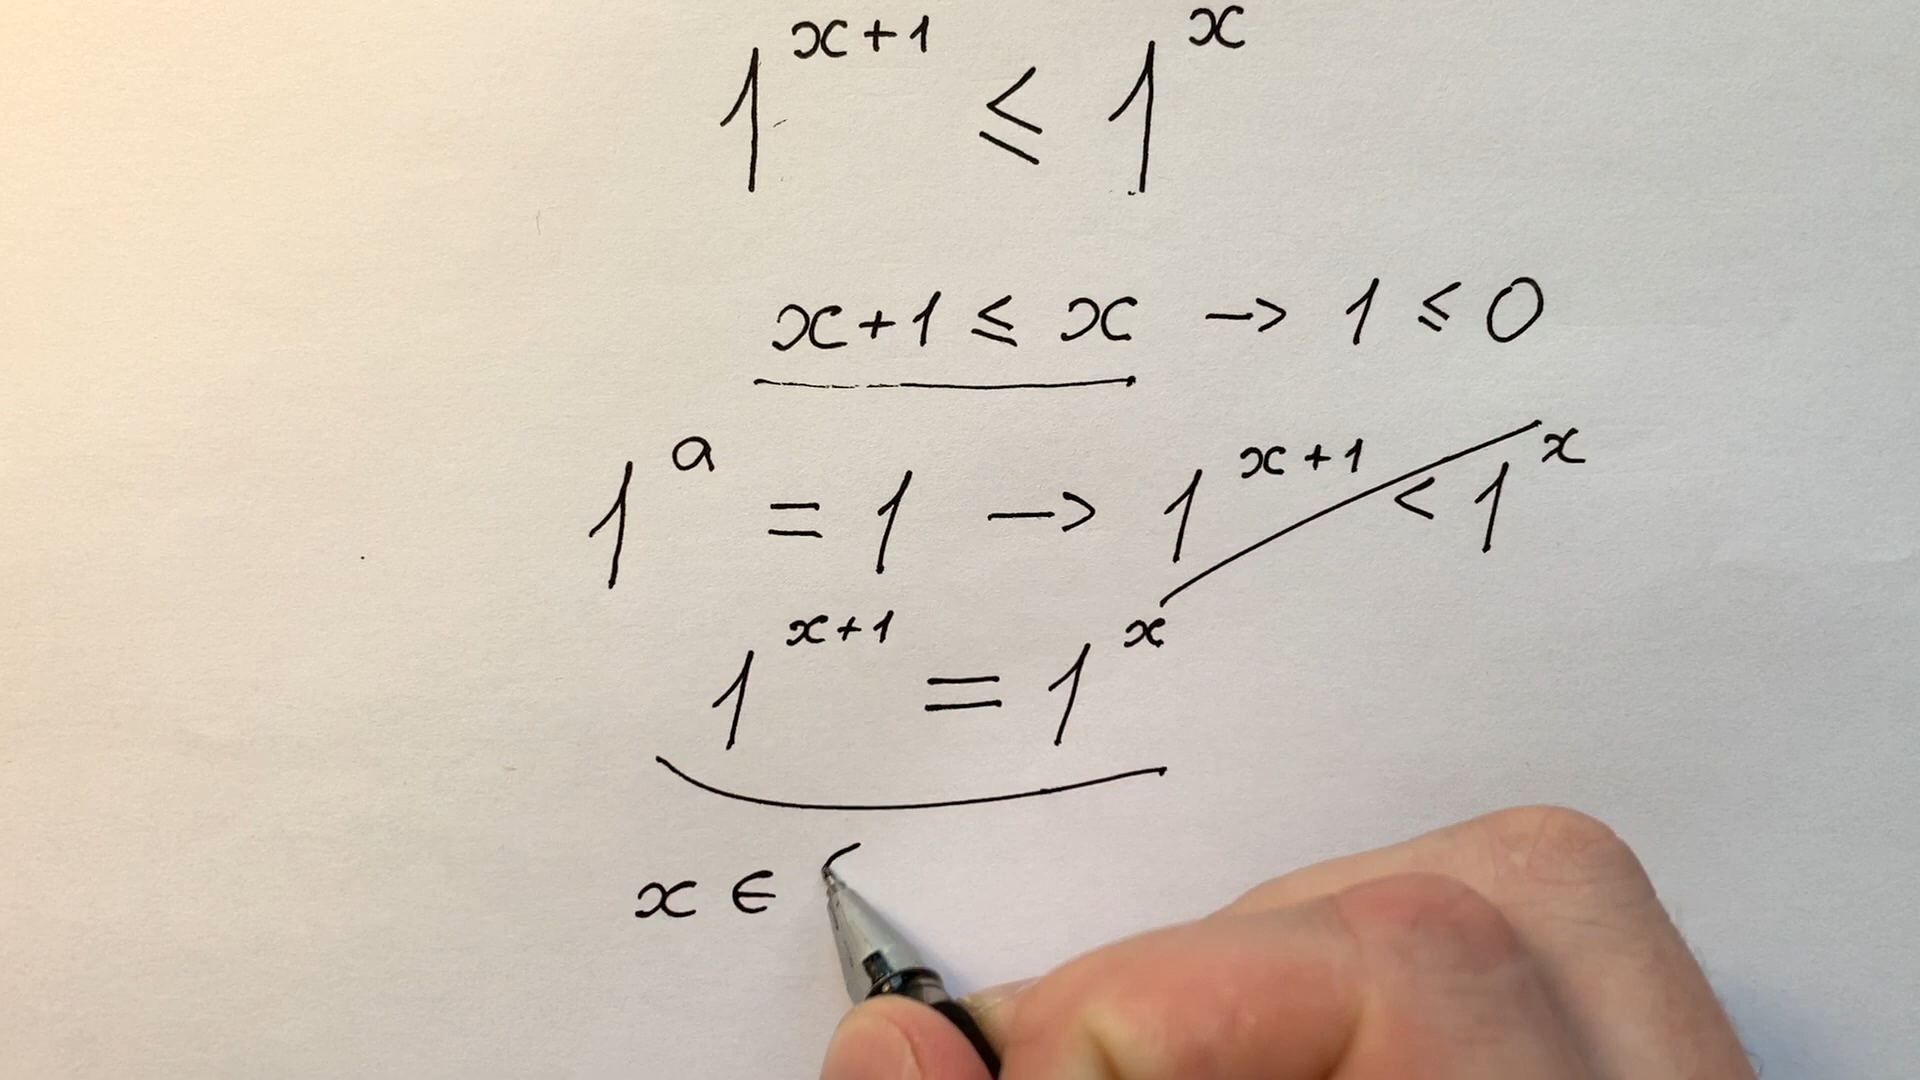 1^{x+1} ≤ 1^x
x+1 ≤ x -> 1 ≤ 0
1^a = 1 -> 1^{x+1} < 1^x
1^{x+1} = 1^x
x ∈ (